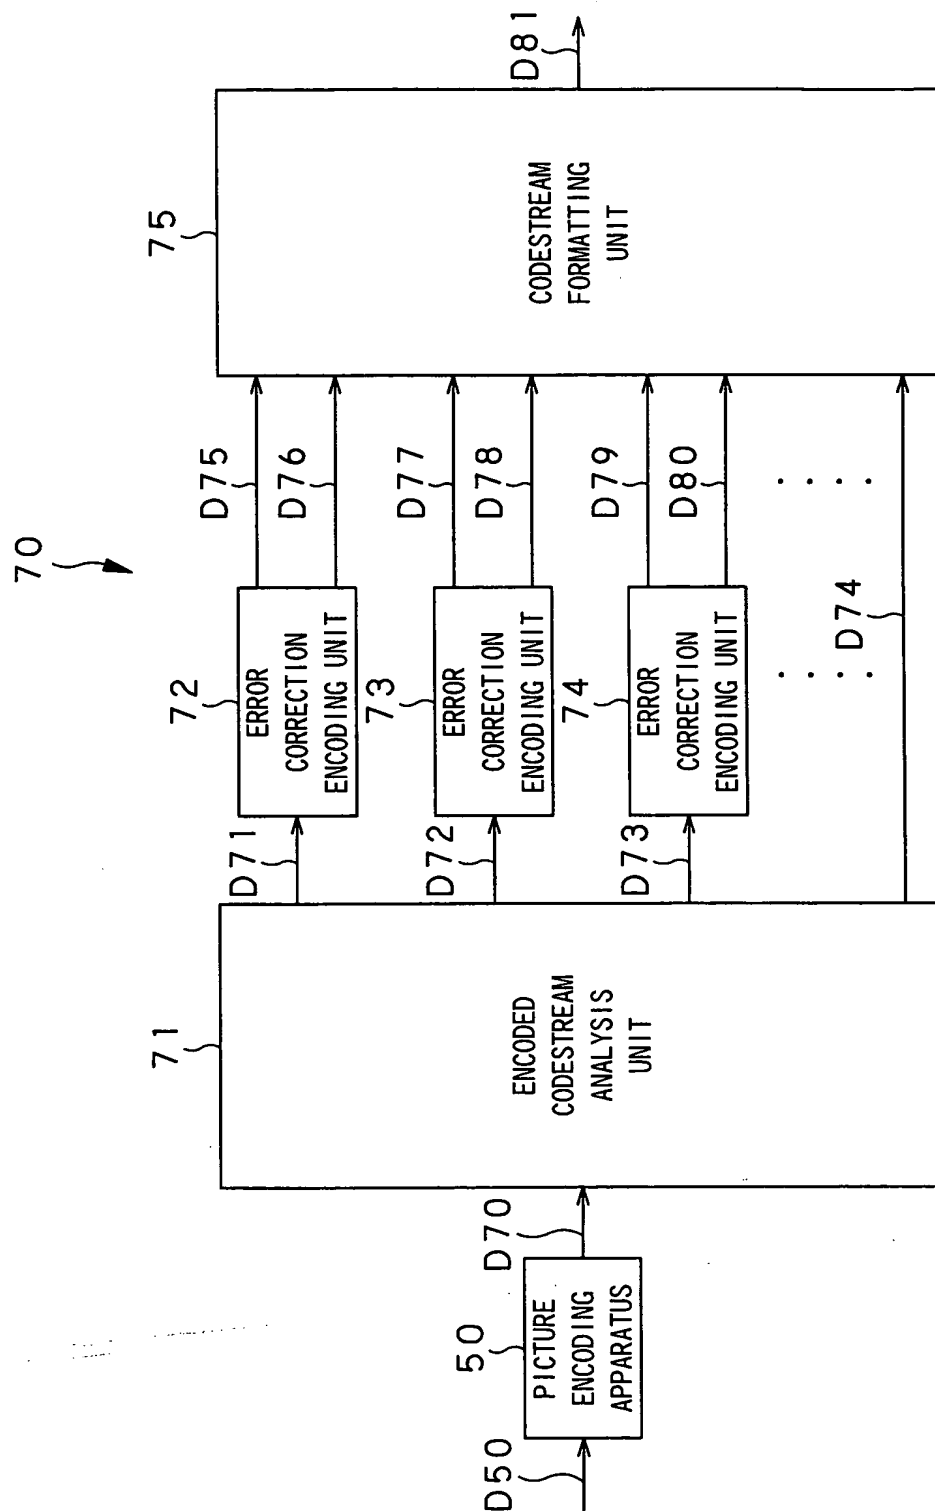 70
D50
50
PICTURE
ENCODING
APPARATUS
D70
71
ENCODED
CODESTREAM
ANALYSIS
UNIT
D71
72
ERROR
CORRECTION
ENCODING UNIT
D75
D76
D72
73
ERROR
CORRECTION
ENCODING UNIT
D77
D78
D73
74
ERROR
CORRECTION
ENCODING UNIT
D79
D80
D74
75
CODESTREAM
FORMATTING
UNIT
D81